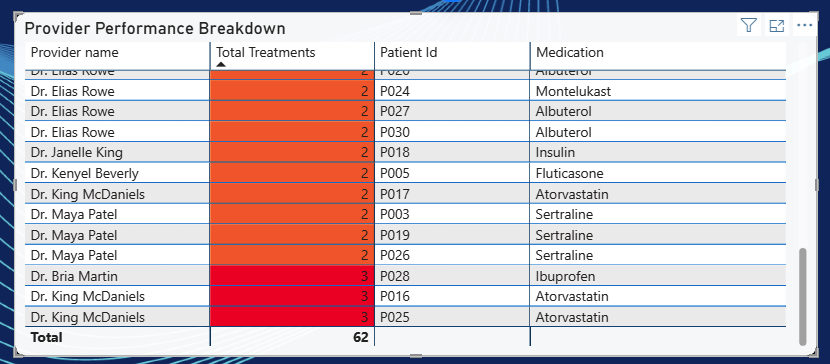 Provider Performance Breakdown
Provider name Total Treatments Patient Id Medication
Dr. Elias Rowe 2 P020 Albuterol
Dr. Elias Rowe 2 P024 Montelukast
Dr. Elias Rowe 2 P027 Albuterol
Dr. Elias Rowe 2 P030 Albuterol
Dr. Janelle King 2 P018 Insulin
Dr. Kenyel Beverly 2 P005 Fluticasone
Dr. King McDaniels 2 P017 Atorvastatin
Dr. Maya Patel 2 P003 Sertraline
Dr. Maya Patel 2 P019 Sertraline
Dr. Maya Patel 2 P026 Sertraline
Dr. Bria Martin 3 P028 Ibuprofen
Dr. King McDaniels 3 P016 Atorvastatin
Dr. King McDaniels 3 P025 Atorvastatin
Total 62